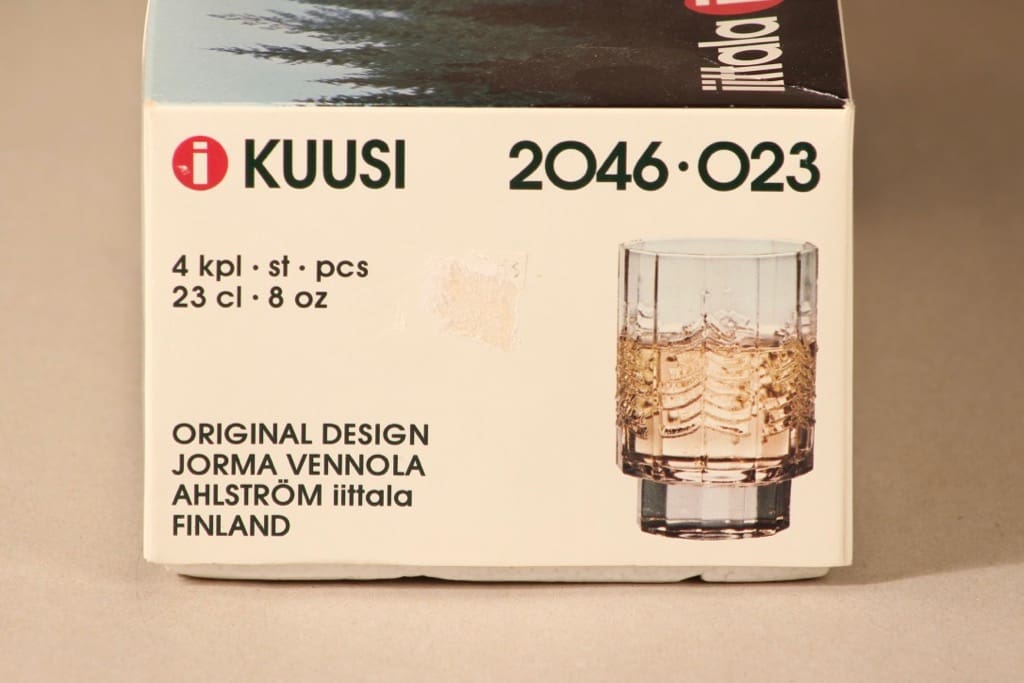 iittala
i KUUSI 2046·023
4 kpl · st · pcs
23 cl · 8 oz
ORIGINAL DESIGN
JORMA VENNOLA
AHLSTRÖM iittala
FINLAND